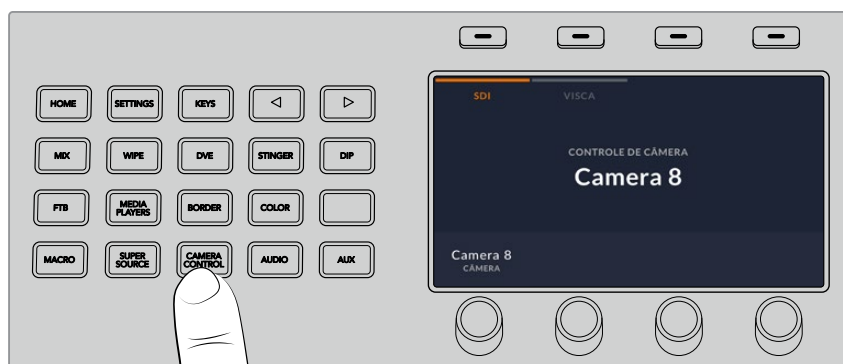 HOME SETTINGS KEYS
MIX WIPE DVE STINGER DIP
FTB MEDIA PLAYERS BORDER COLOR
MACRO SUPER SOURCE CAMERA CONTROL AUDIO AUX
SDI VISCA
CONTROLE DE CÂMERA
Camera 8
Camera 8
CÂMERA